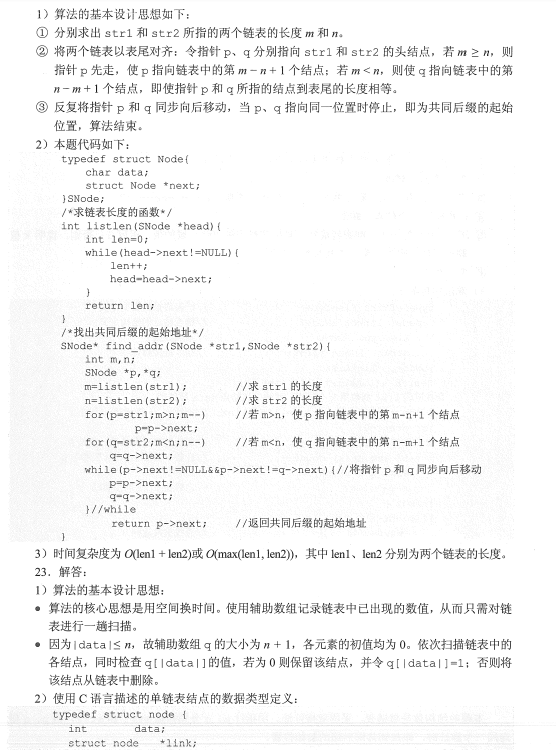 1）算法的基本设计思想如下：
① 分别求出 str1 和 str2 所指的两个链表的长度 m 和 n。
② 将两个链表以表尾对齐：令指针 p、q 分别指向 str1 和 str2 的头结点，若 m ≥ n，则
指针 p 先走，使 p 指向链表中的第 m − n + 1 个结点；若 m < n，则使 q 指向链表中的第
n − m + 1 个结点，即使指针 p 和 q 所指的结点到表尾的长度相等。
③ 反复将指针 p 和 q 同步向后移动，当 p、q 指向同一位置时停止，即为共同后缀的起始
位置，算法结束。
2）本题代码如下：
typedef struct Node{
char data;
struct Node *next;
}SNode;
/*求链表长度的函数*/
int listlen(SNode *head){
int len=0;
while(head->next!=NULL){
len++;
head=head->next;
}
return len;
}
/*找出共同后缀的起始地址*/
SNode* find_addr(SNode *str1,SNode *str2){
int m,n;
SNode *p,*q;
m=listlen(str1); //求 str1 的长度
n=listlen(str2); //求 str2 的长度
for(p=str1;m>n;m--) //若 m>n，使 p 指向链表中的第 m-n+1 个结点
p=p->next;
for(q=str2;m<n;n--) //若 m<n，使 q 指向链表中的第 n-m+1 个结点
q=q->next;
while(p->next!=NULL&&p->next!=q->next){//将指针 p 和 q 同步向后移动
p=p->next;
q=q->next;
}//while
return p->next; //返回共同后缀的起始地址
}
3）时间复杂度为 O(len1 + len2)或 O(max(len1, len2))，其中 len1、len2 分别为两个链表的长度。
23．解答：
1）算法的基本设计思想：
● 算法的核心思想是用空间换时间。使用辅助数组记录链表中已出现的数值，从而只需对链
表进行一趟扫描。
● 因为|data|≤ n，故辅助数组 q 的大小为 n + 1，各元素的初值均为 0。依次扫描链表中的
各结点，同时检查 q[|data|]的值，若为 0 则保留该结点，并令 q[|data|]=1；否则将
该结点从链表中删除。
2）使用 C 语言描述的单链表结点的数据类型定义：
typedef struct node {
int data;
struct node *link;